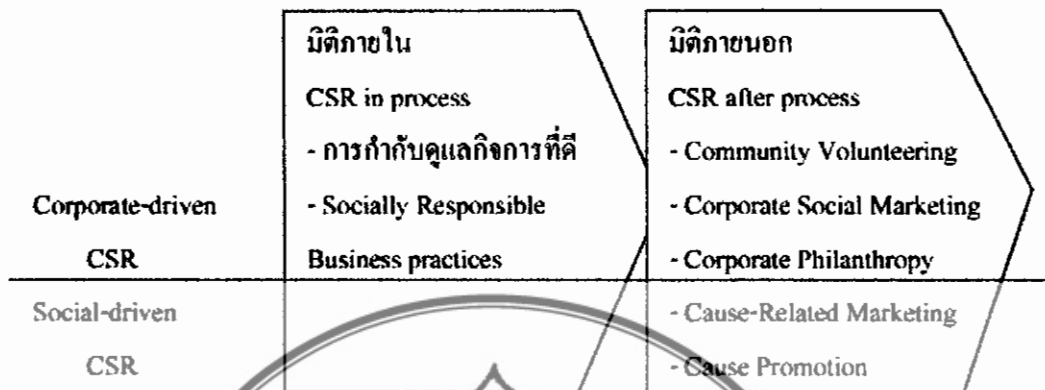 มิติภายใน
CSR in process
- การกำกับดูแลกิจการที่ดี
- Socially Responsible
Business practices
มิติภายนอก
CSR after process
- Community Volunteering
- Corporate Social Marketing
- Corporate Philanthropy
Corporate-driven
CSR
Social-driven
CSR
- Cause-Related Marketing
- Cause Promotion